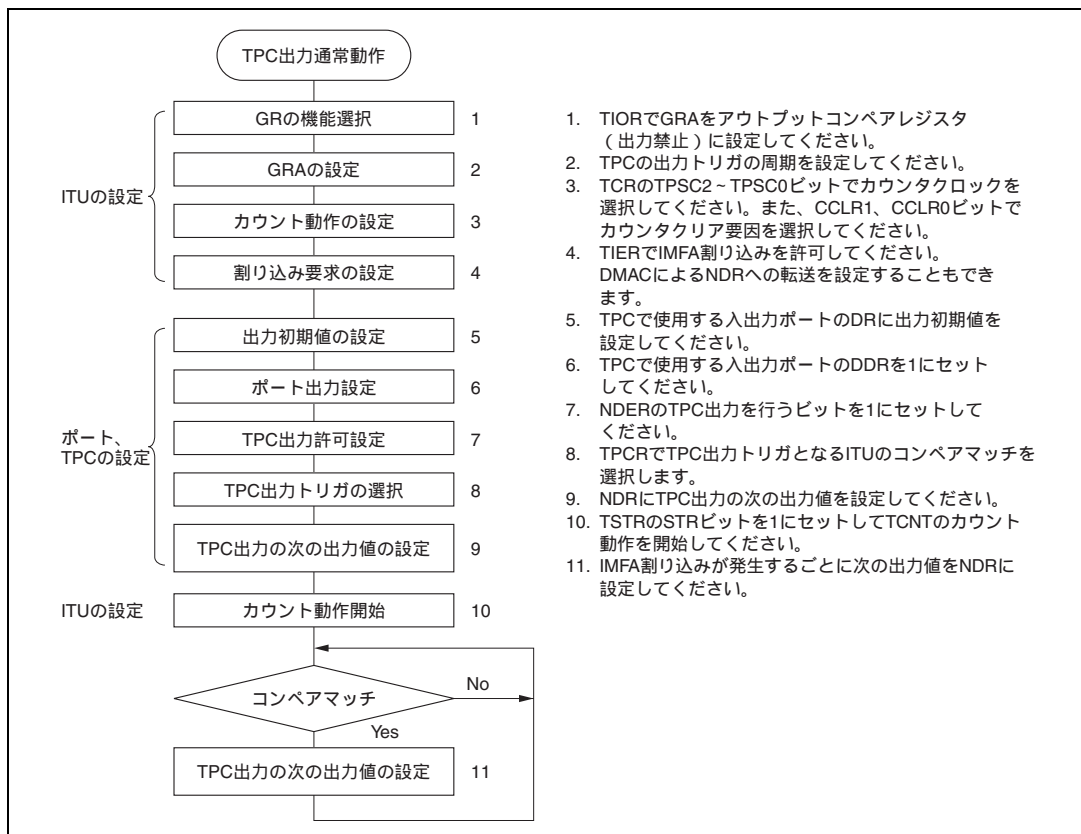 TPC出力通常動作
ITUの設定
GRの機能選択 1
GRAの設定 2
カウント動作の設定 3
割り込み要求の設定 4
ポート、
TPCの設定
出力初期値の設定 5
ポート出力設定 6
TPC出力許可設定 7
TPC出力トリガの選択 8
TPC出力の次の出力値の設定 9
ITUの設定
カウント動作開始 10
コンペアマッチ
No
Yes
TPC出力の次の出力値の設定 11
1. TIORでGRAをアウトプットコンペアレジスタ
（出力禁止）に設定してください。
2. TPCの出力トリガの周期を設定してください。
3. TCRのTPSC2～TPSC0ビットでカウンタクロックを
選択してください。また、CCLR1、CCLR0ビットで
カウンタクリア要因を選択してください。
4. TIERでIMFA割り込みを許可してください。
DMACによるNDRへの転送を設定することもでき
ます。
5. TPCで使用する入出力ポートのDRに出力初期値を
設定してください。
6. TPCで使用する入出力ポートのDDRを1にセット
してください。
7. NDERのTPC出力を行うビットを1にセットして
ください。
8. TPCRでTPC出力トリガとなるITUのコンペアマッチを
選択します。
9. NDRにTPC出力の次の出力値を設定してください。
10. TSTRのSTRビットを1にセットしてTCNTのカウント
動作を開始してください。
11. IMFA割り込みが発生するごとに次の出力値をNDRに
設定してください。